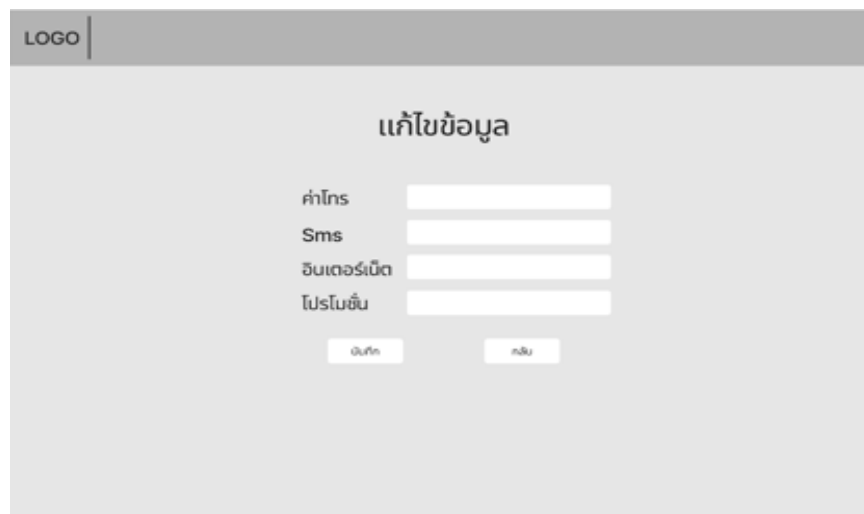 LOGO
แก้ไขข้อมูล
ค่าโทร
Sms
อินเตอร์เน็ต
โปรโมชั่น
บันทึก กลับ